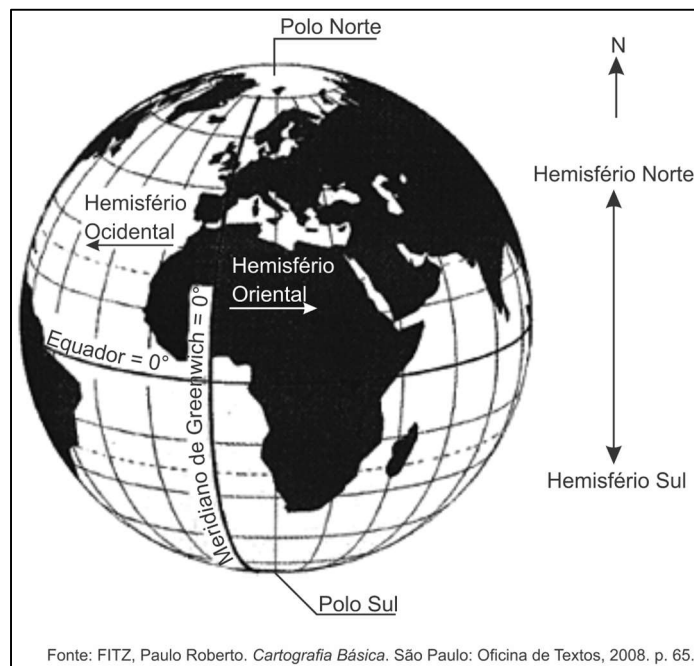 Polo Norte
N
Hemisfério Norte
Hemisfério
Ocidental
Hemisfério
Oriental
Equador = 0°
Meridiano de Greenwich = 0°
Hemisfério Sul
Polo Sul
Fonte: FITZ, Paulo Roberto. Cartografia Básica. São Paulo: Oficina de Textos, 2008. p. 65.